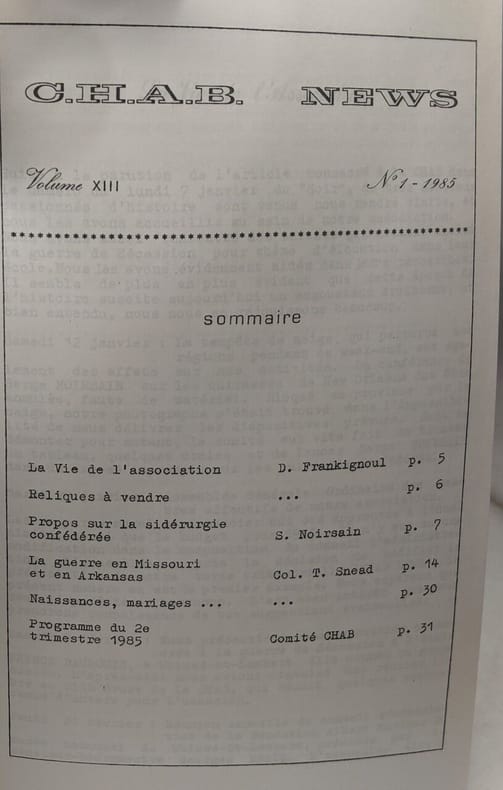 C.H.A.B. NEWS
Volume XIII N° 1 - 1985
sommaire
La Vie de l'association D. Frankignoul p. 5
Reliques à vendre ... p. 6
Propos sur la sidérurgie
confédérée S. Noirsain p. 7
La guerre en Missouri
et en Arkansas Col. T. Snead p. 14
Naissances, mariages ... ... p. 30
Programme du 2e
trimestre 1985 Comité CHAB p. 31